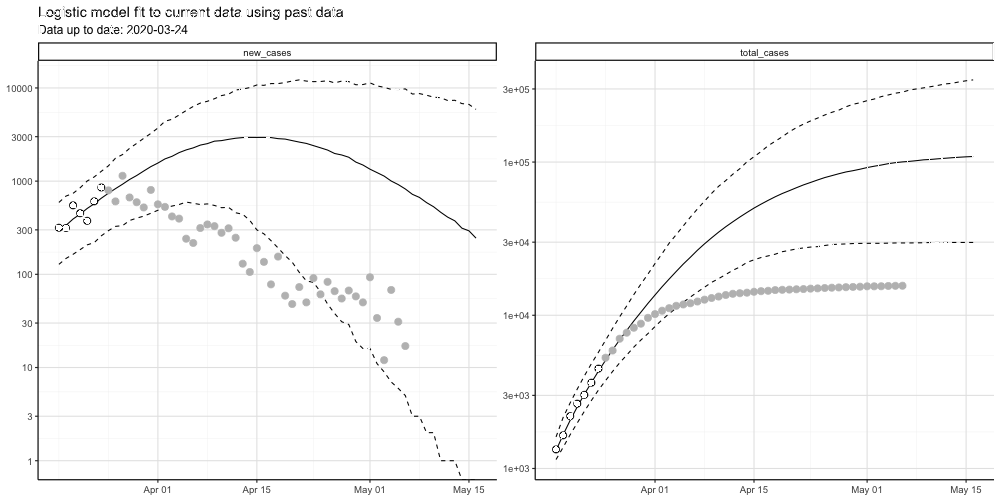 Logistic model fit to current data using past data
Data up to date: 2020-03-24
new_cases
total_cases
10000
3000
1000
300
100
30
10
3
1
Apr 01
Apr 15
May 01
May 15
3e+05
1e+05
3e+04
1e+04
3e+03
1e+03
Apr 01
Apr 15
May 01
May 15